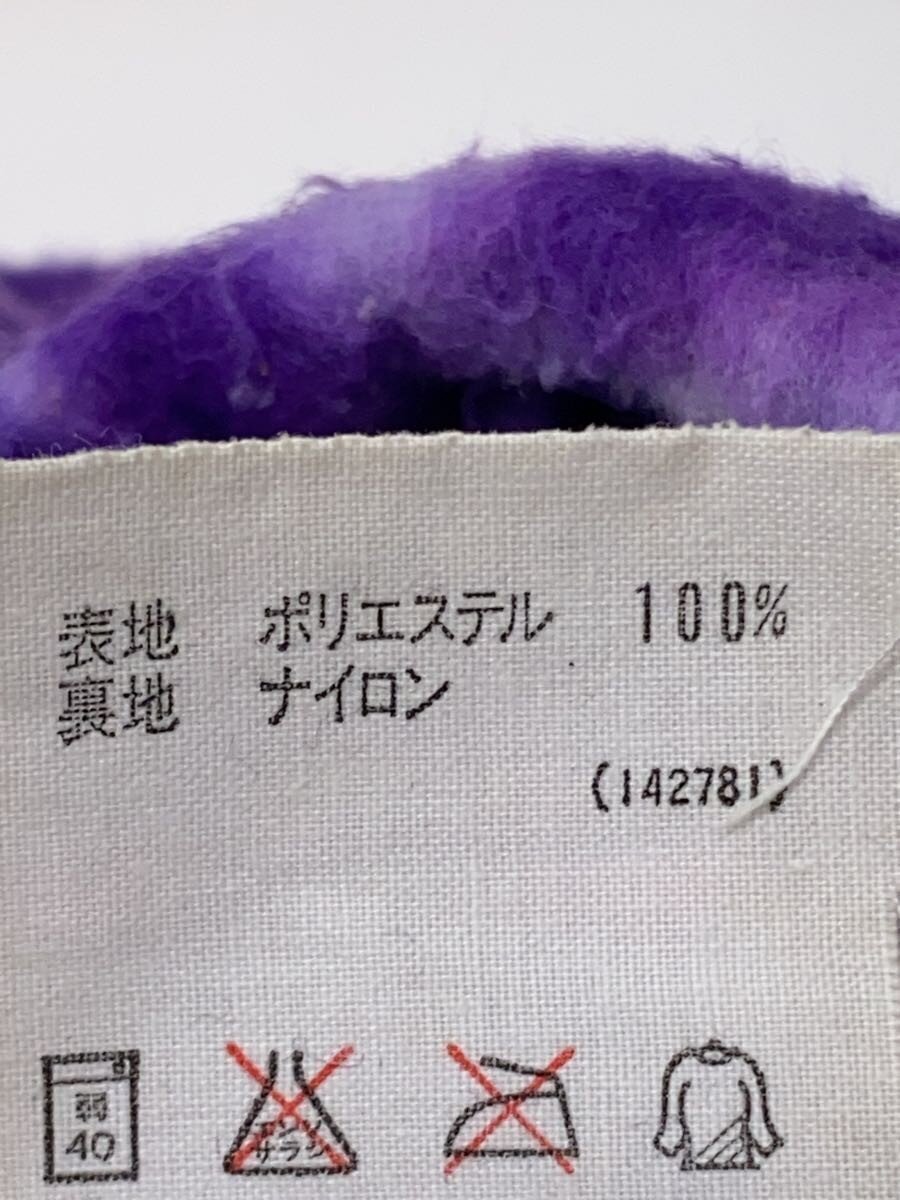 表地 ポリエステル 100%
裏地 ナイロン
(142781)
弱
40
エンソサラシ